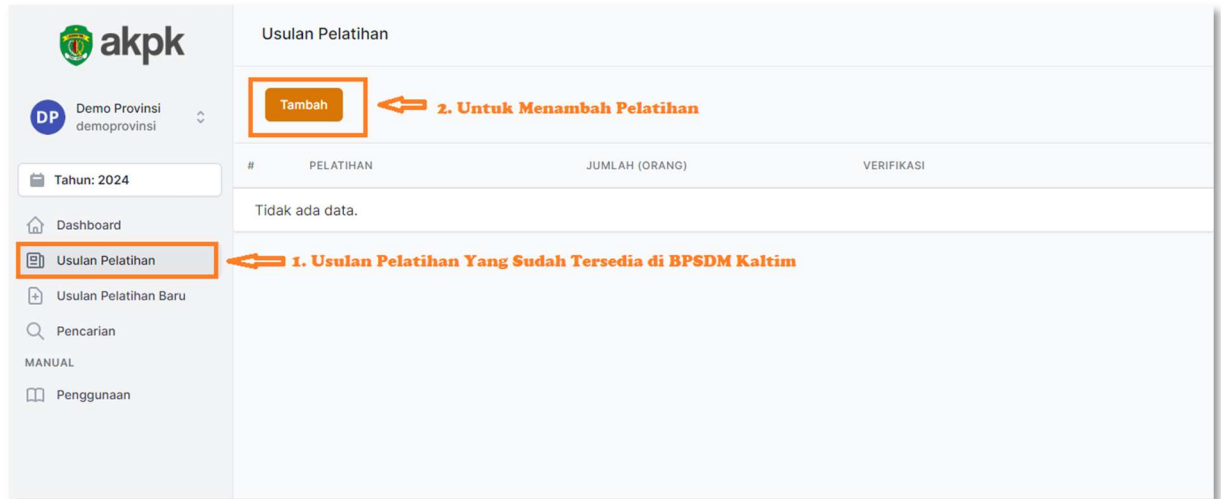 akpk
DP
Demo Provinsi
demoprovinsi
Tahun: 2024
Dashboard
Usulan Pelatihan
Usulan Pelatihan Baru
Pencarian
MANUAL
Penggunaan
Usulan Pelatihan
Tambah
2. Untuk Menambah Pelatihan
# PELATIHAN JUMLAH (ORANG) VERIFIKASI
Tidak ada data.
1. Usulan Pelatihan Yang Sudah Tersedia di BPSDM Kaltim